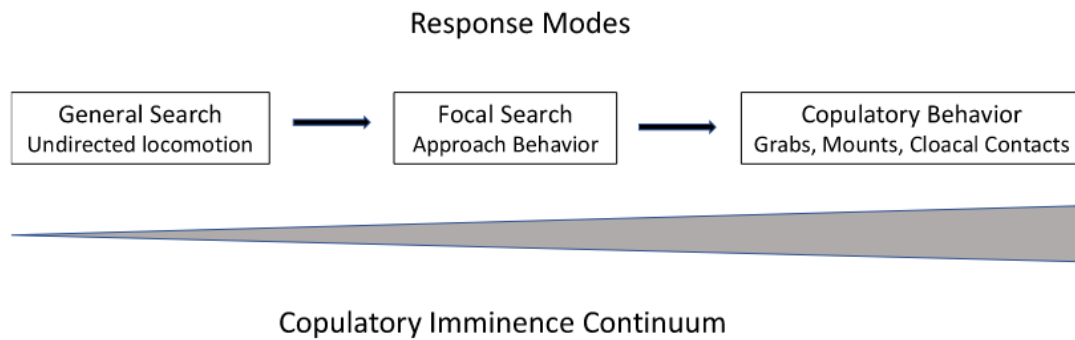 Response Modes
General Search
Undirected locomotion
Focal Search
Approach Behavior
Copulatory Behavior
Grabs, Mounts, Cloacal Contacts
Copulatory Imminence Continuum